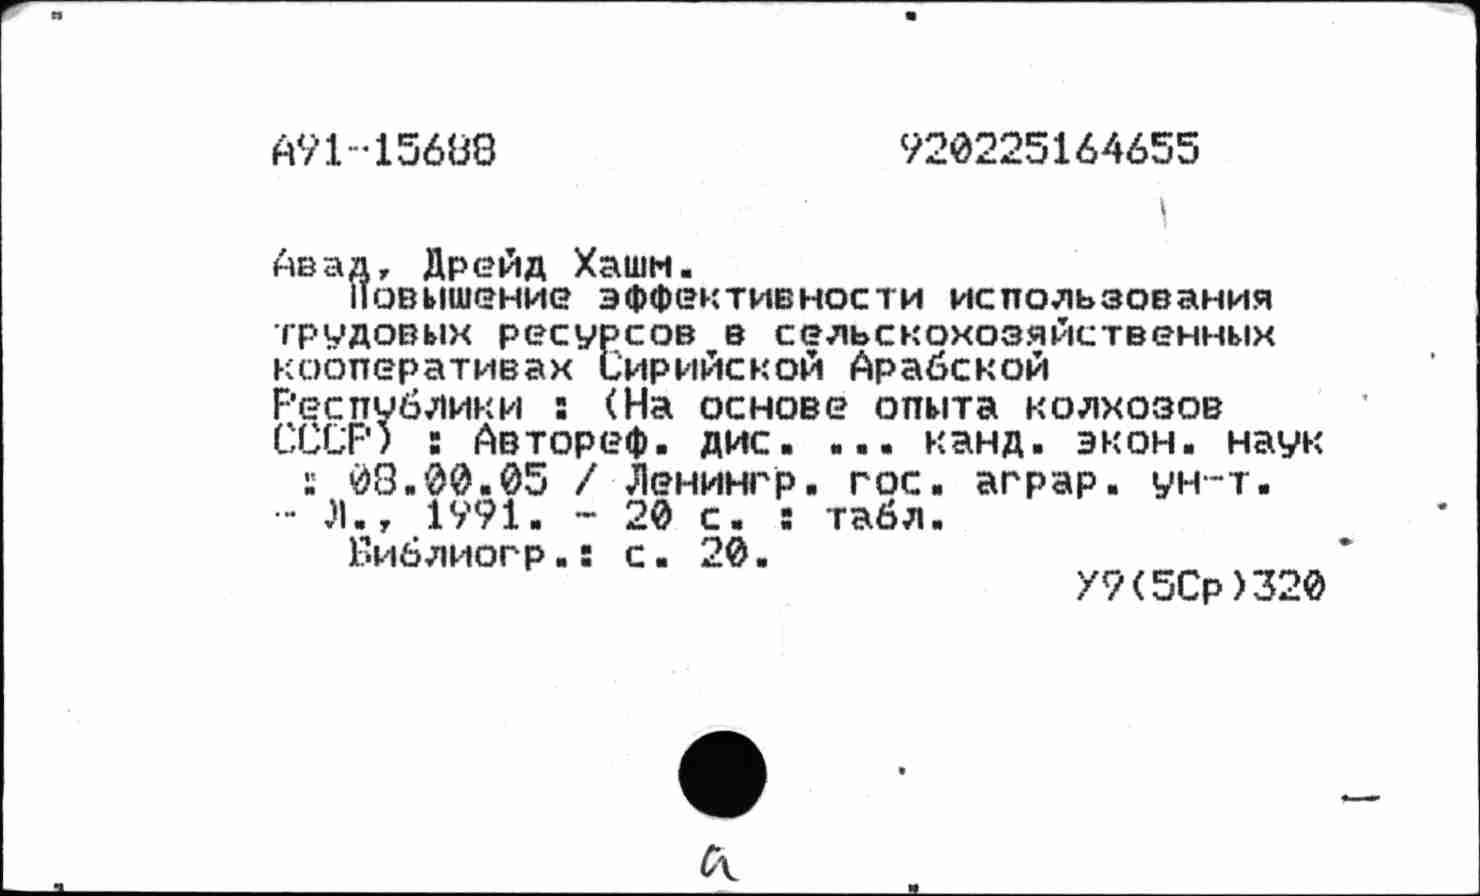 А91-15688
920225164655
Авад, Дрейд Хашм.
Повышение эффективности использования
трудовых ресурсов в сельскохозяйственных
кооперативах Сирийской Арабской
Республики : (На основе опыта колхозов
СССР) : Автореф. дис. ... канд. экон. наук
: 08.00.05 / Ленингр. гос. аграр. ун-т.
- Л., 1991. - 20 с. : табл.
Библиогр.: с. 20.
У9(5Ср)320
а